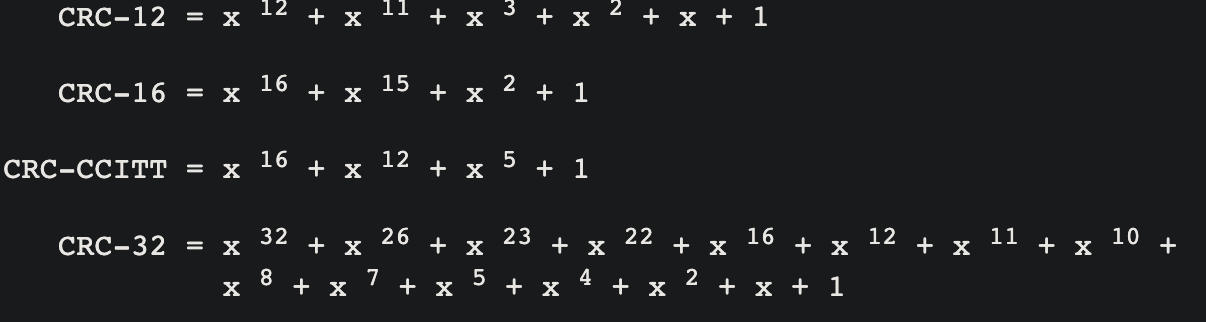 CRC-12 = x 12 + x 11 + x 3 + x 2 + x + 1
CRC-16 = x 16 + x 15 + x 2 + 1
CRC-CCITT = x 16 + x 12 + x 5 + 1
CRC-32 = x 32 + x 26 + x 23 + x 22 + x 16 + x 12 + x 11 + x 10 +
x 8 + x 7 + x 5 + x 4 + x 2 + x + 1